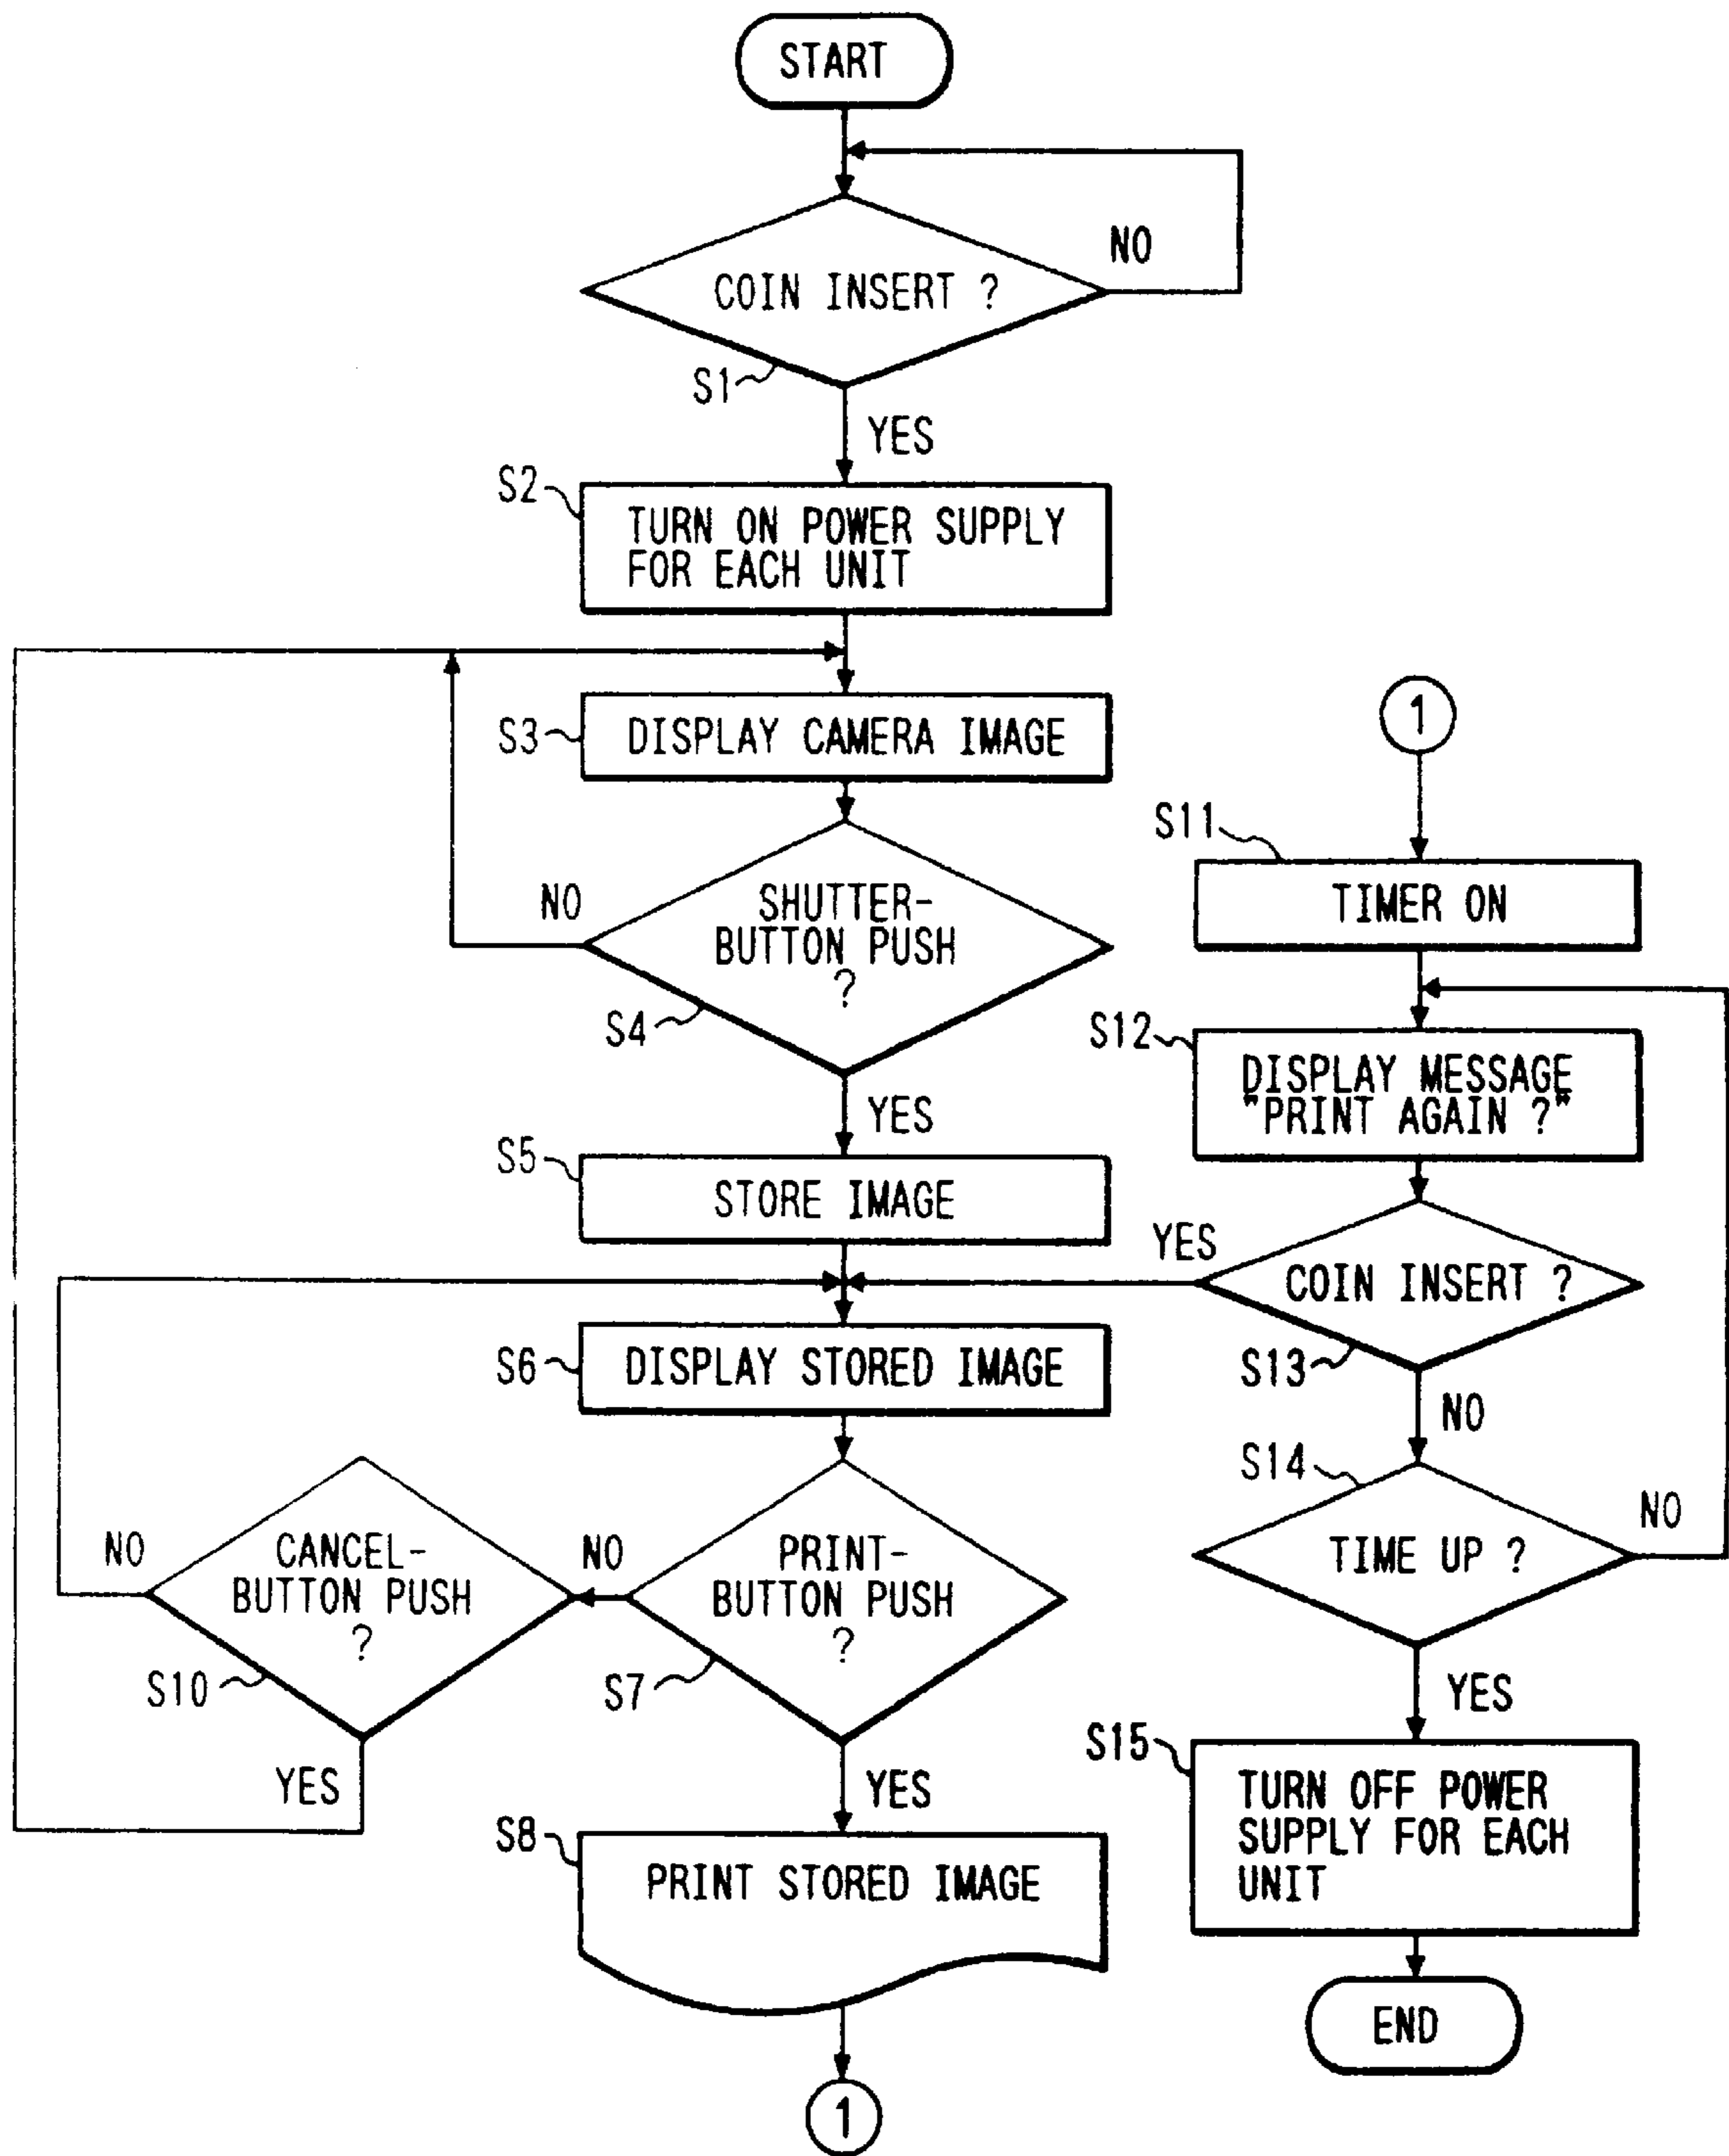 START
COIN INSERT ?
NO
S1
YES
S2
TURN ON POWER SUPPLY
FOR EACH UNIT
S3
DISPLAY CAMERA IMAGE
NO
SHUTTER-
BUTTON PUSH
?
S4
YES
S5
STORE IMAGE
S6
DISPLAY STORED IMAGE
NO
CANCEL-
BUTTON PUSH
?
S10
YES
NO
PRINT-
BUTTON PUSH
?
S7
YES
S8
PRINT STORED IMAGE
1
1
S11
TIMER ON
S12
DISPLAY MESSAGE
"PRINT AGAIN ?"
YES
COIN INSERT ?
S13
NO
S14
TIME UP ?
NO
YES
S15
TURN OFF POWER
SUPPLY FOR EACH
UNIT
END